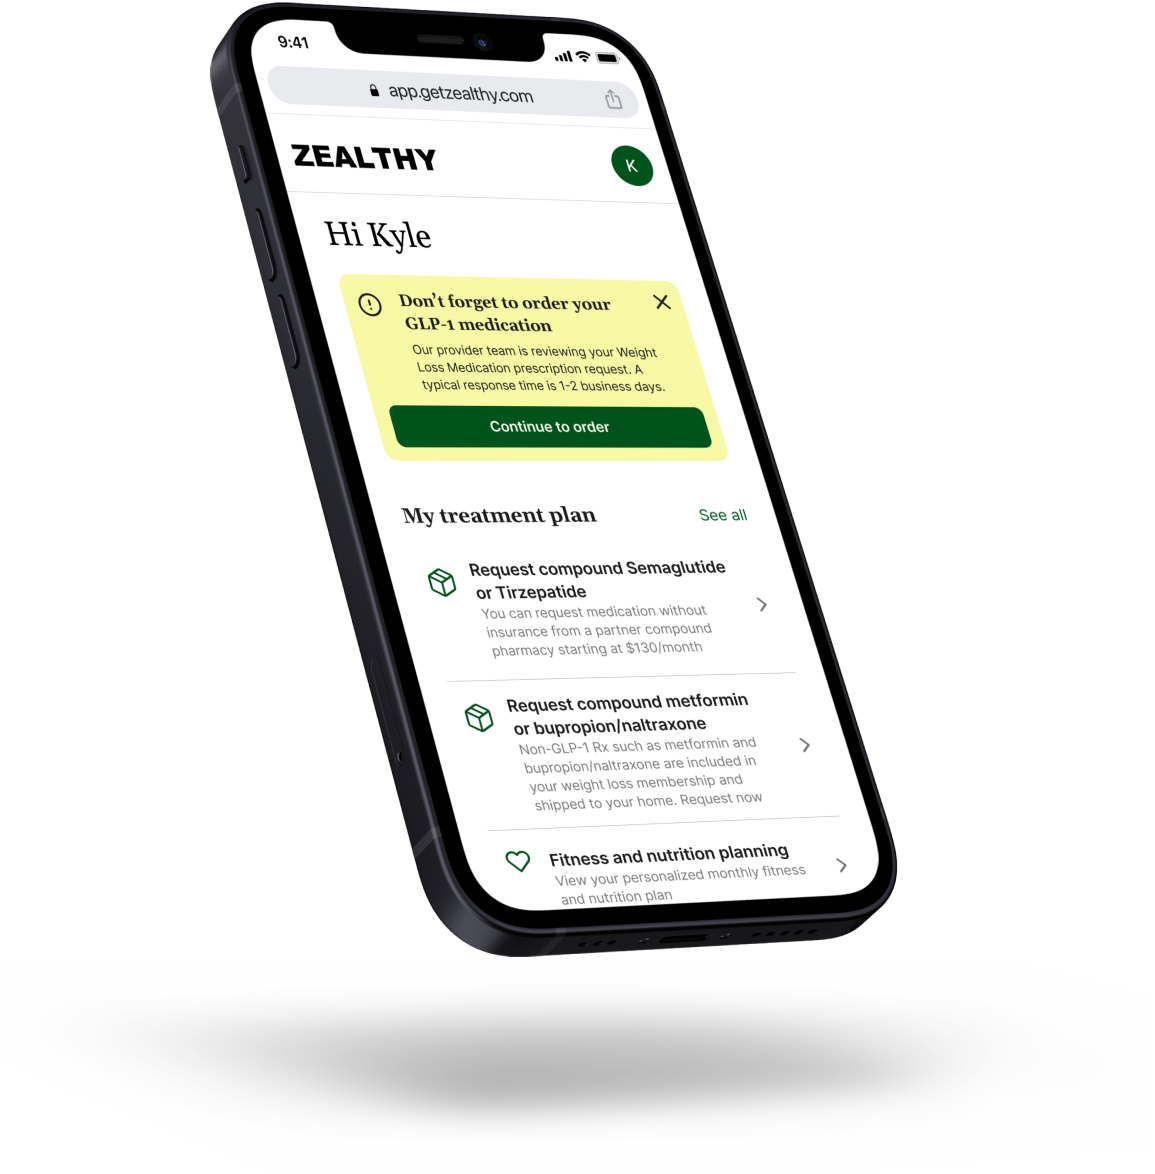 9:41
app.getzealthy.com
ZEALTHY
K
Hi Kyle
Don't forget to order your
GLP-1 medication
Our provider team is reviewing your Weight
Loss Medication prescription request. A
typical response time is 1-2 business days.
Continue to order
My treatment plan
See all
Request compound Semaglutide
or Tirzepatide
You can request medication without
insurance from a partner compound
pharmacy starting at $130/month
Request compound metformin
or bupropion/naltraxone
Non-GLP-1 Rx such as metformin and
bupropion/naltraxone are included in
your weight loss membership and
shipped to your home. Request now
Fitness and nutrition planning
View your personalized monthly fitness
and nutrition plan